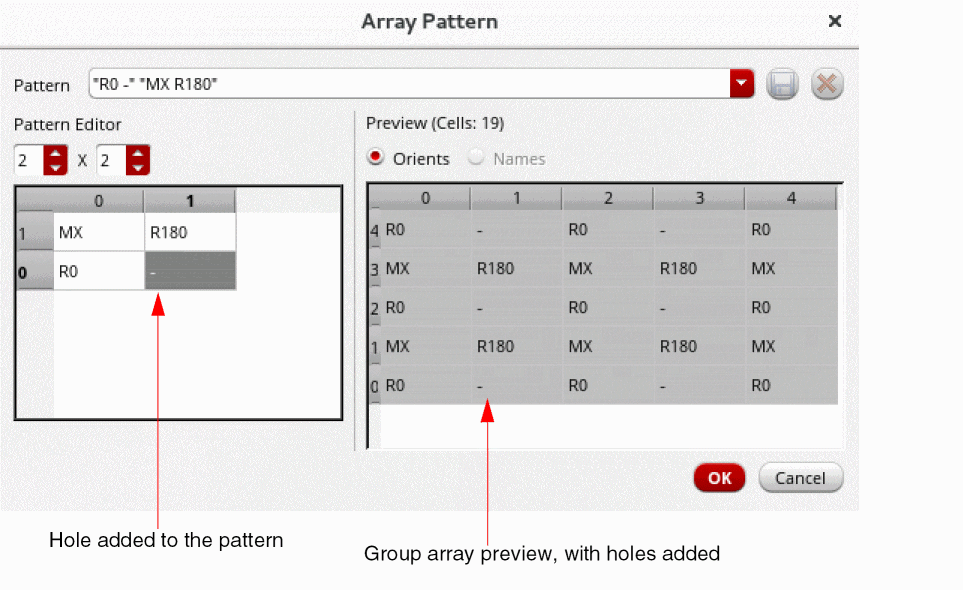 Array Pattern
Pattern "R0 -" "MX R180"
Pattern Editor
2 X 2
0 1
1 MX R180
0 R0 -
Preview (Cells: 19)
Orients Names
0 1 2 3 4
4 R0 - R0 - R0
3 MX R180 MX R180 MX
2 R0 - R0 - R0
1 MX R180 MX R180 MX
0 R0 - R0 - R0
OK Cancel
Hole added to the pattern
Group array preview, with holes added